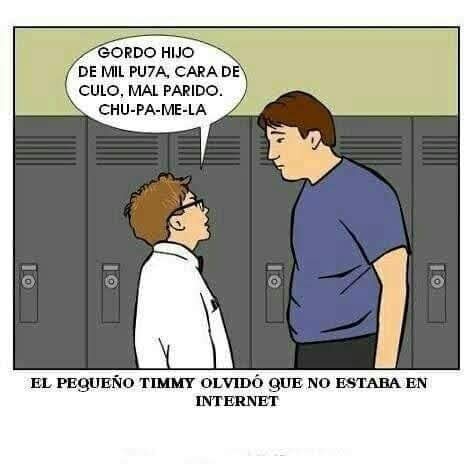 GORDO HIJO
DE MIL PU7A, CARA DE
CULO, MAL PARIDO.
CHU-PA-ME-LA
EL PEQUEÑO TIMMY OLVIDÓ QUE NO ESTABA EN
INTERNET